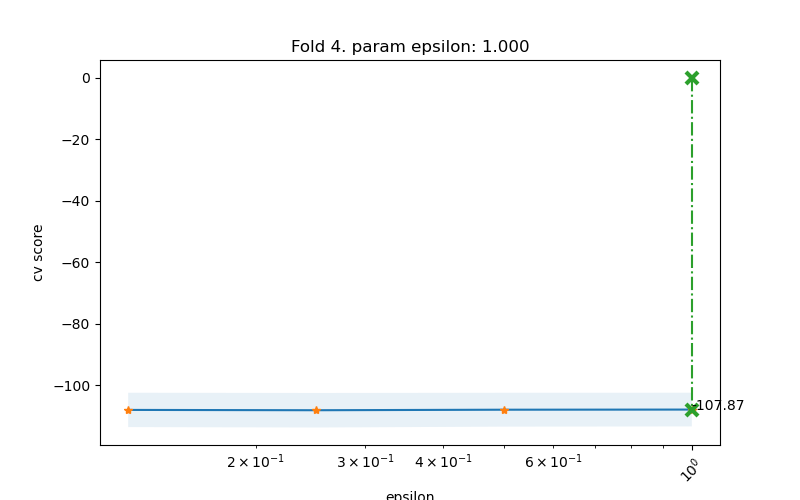 Fold 4. param epsilon: 1.000
0
−20
−40
−60
−80
−100
cv score
-107.87
2 × 10⁻¹
3 × 10⁻¹
4 × 10⁻¹
6 × 10⁻¹
10⁰
epsilon